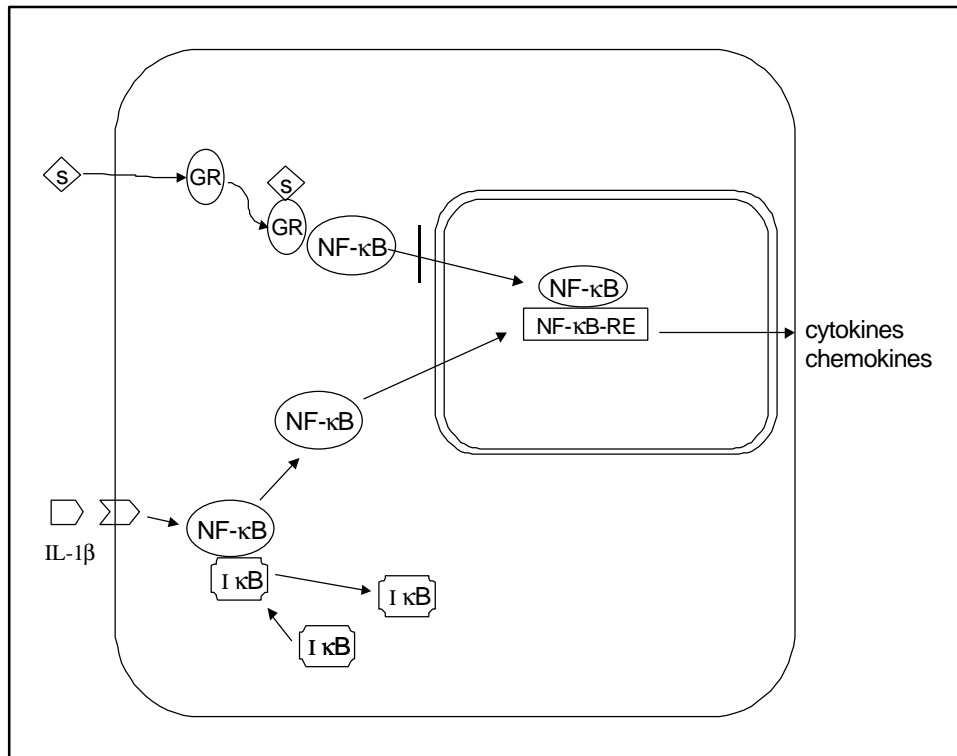 S
GR
S
GR
NF-κB
NF-κB
NF-κB-RE
cytokines
chemokines
NF-κB
NF-κB
IL-1β
I κB
I κB
I κB